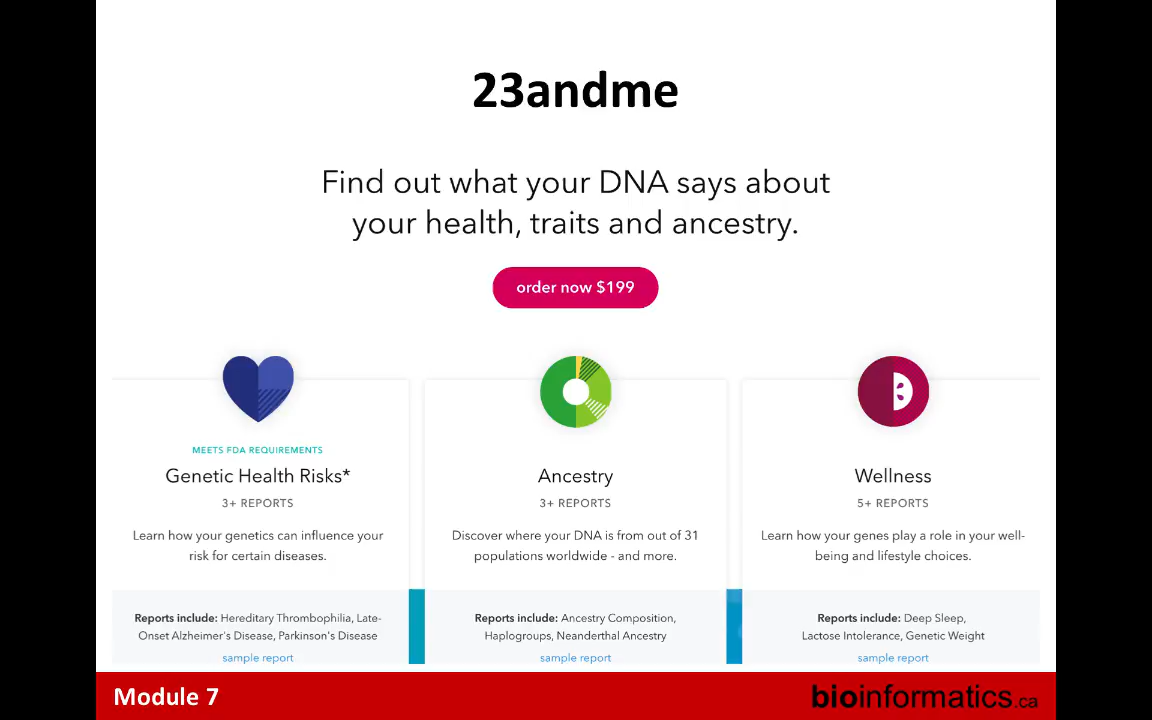 23andme
Find out what your DNA says about
your health, traits and ancestry.
order now $199
MEETS FDA REQUIREMENTS
Genetic Health Risks*
3+ REPORTS
Learn how your genetics can influence your
risk for certain diseases.
Reports include: Hereditary Thrombophilia, Late-
Onset Alzheimer's Disease, Parkinson's Disease
sample report
Ancestry
3+ REPORTS
Discover where your DNA is from out of 31
populations worldwide - and more.
Reports include: Ancestry Composition,
Haplogroups, Neanderthal Ancestry
sample report
Wellness
5+ REPORTS
Learn how your genes play a role in your well-
being and lifestyle choices.
Reports include: Deep Sleep,
Lactose Intolerance, Genetic Weight
sample report
Module 7
bioinformatics.ca